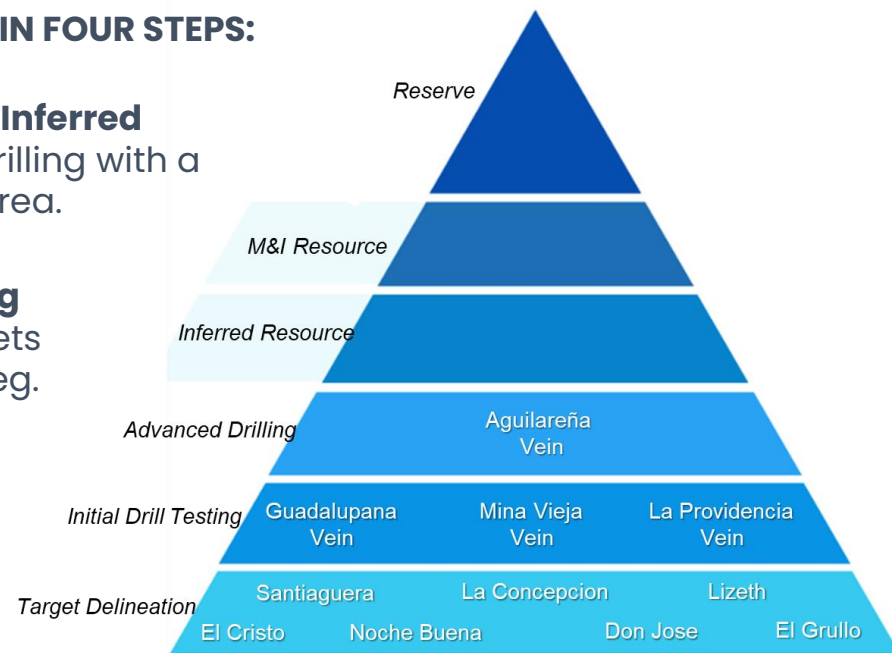 IN FOUR STEPS:
Inferred
rilling with a
rea.
g
ets
eg.
Reserve
M&I Resource
Inferred Resource
Advanced Drilling
Aguilareña
Vein
Initial Drill Testing
Guadalupana
Vein
Mina Vieja
Vein
La Providencia
Vein
Target Delineation
Santiaguera
La Concepcion
Lizeth
El Cristo
Noche Buena
Don Jose
El Grullo